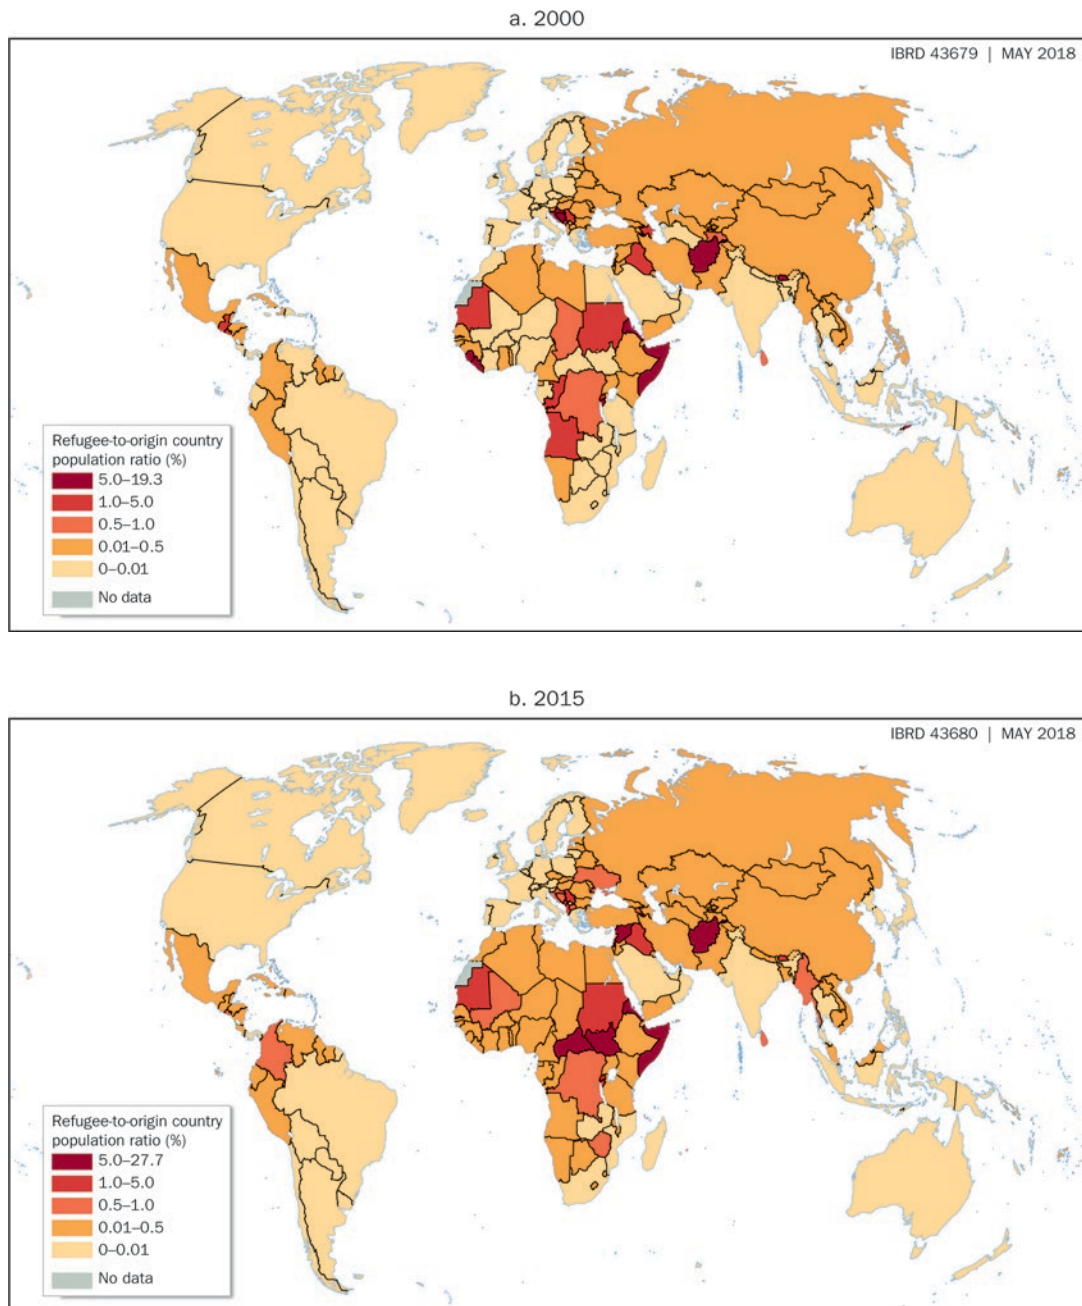 a. 2000
IBRD 43679 | MAY 2018
Refugee-to-origin country
population ratio (%)
5.0–19.3
1.0–5.0
0.5–1.0
0.01–0.5
0–0.01
No data
b. 2015
IBRD 43680 | MAY 2018
Refugee-to-origin country
population ratio (%)
5.0–27.7
1.0–5.0
0.5–1.0
0.01–0.5
0–0.01
No data